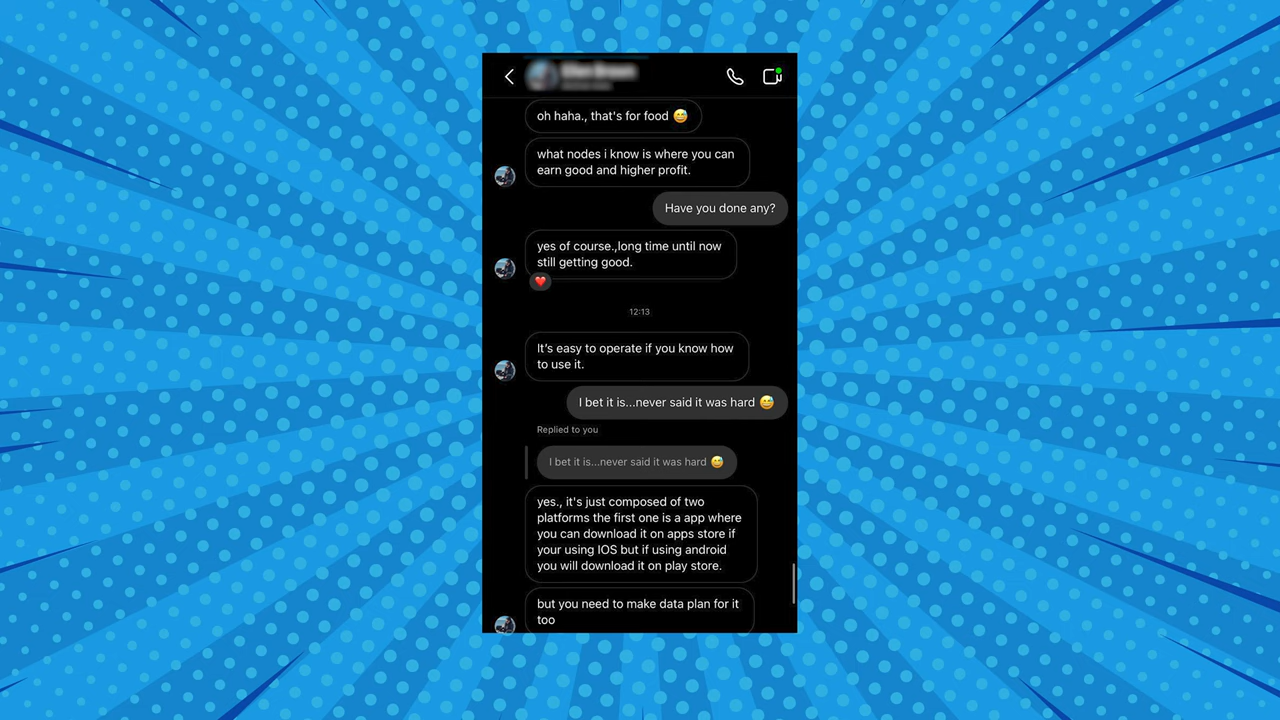 oh haha., that's for food 😅
what nodes i know is where you can
earn good and higher profit.
Have you done any?
yes of course.,long time until now
still getting good.
❤️
12:13
It's easy to operate if you know how
to use it.
I bet it is...never said it was hard 😅
Replied to you
I bet it is...never said it was hard 😅
yes., it's just composed of two
platforms the first one is a app where
you can download it on apps store if
your using IOS but if using android
you will download it on play store.
but you need to make data plan for it
too